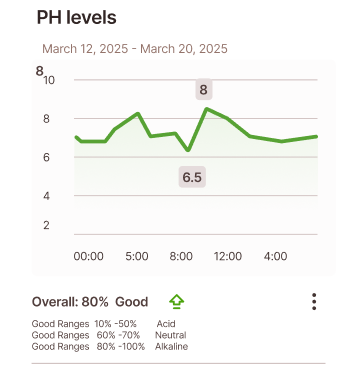 PH levels
March 12, 2025 - March 20, 2025
8
10
8
8
6
6.5
4
2
00:00 5:00 8:00 12:00 4:00
Overall: 80% Good
Good Ranges 10% -50% Acid
Good Ranges 60% -70% Neutral
Good Ranges 80% -100% Alkaline